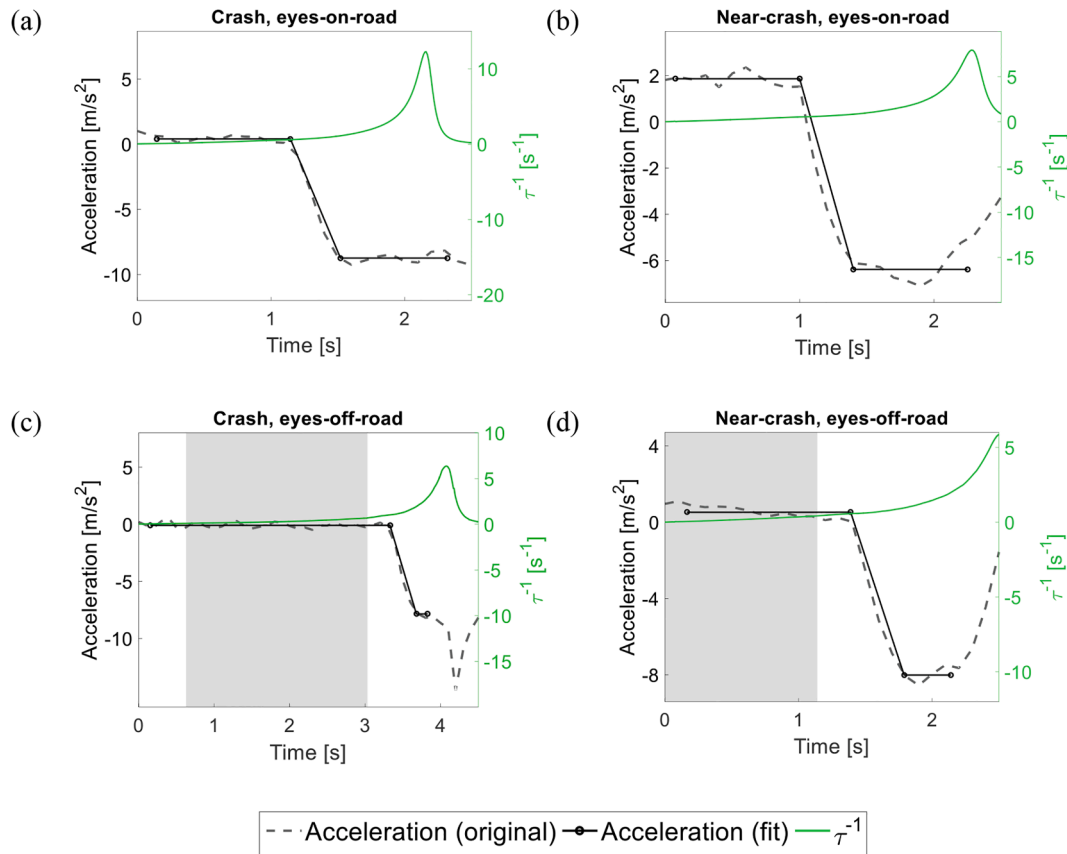 (a)
Crash, eyes-on-road
Acceleration [m/s²]
5
0
-5
-10
10
0
-10
-20
τ⁻¹ [s⁻¹]
0
1
2
Time [s]
(b)
Near-crash, eyes-on-road
Acceleration [m/s²]
2
0
-2
-4
-6
5
0
-5
-10
-15
τ⁻¹ [s⁻¹]
0
1
2
Time [s]
(c)
Crash, eyes-off-road
Acceleration [m/s²]
5
0
-5
-10
10
5
0
-5
-10
-15
τ⁻¹ [s⁻¹]
0
1
2
3
4
Time [s]
(d)
Near-crash, eyes-off-road
Acceleration [m/s²]
4
0
-4
-8
5
0
-5
-10
τ⁻¹ [s⁻¹]
0
1
2
Time [s]
Acceleration (original) Acceleration (fit) τ⁻¹